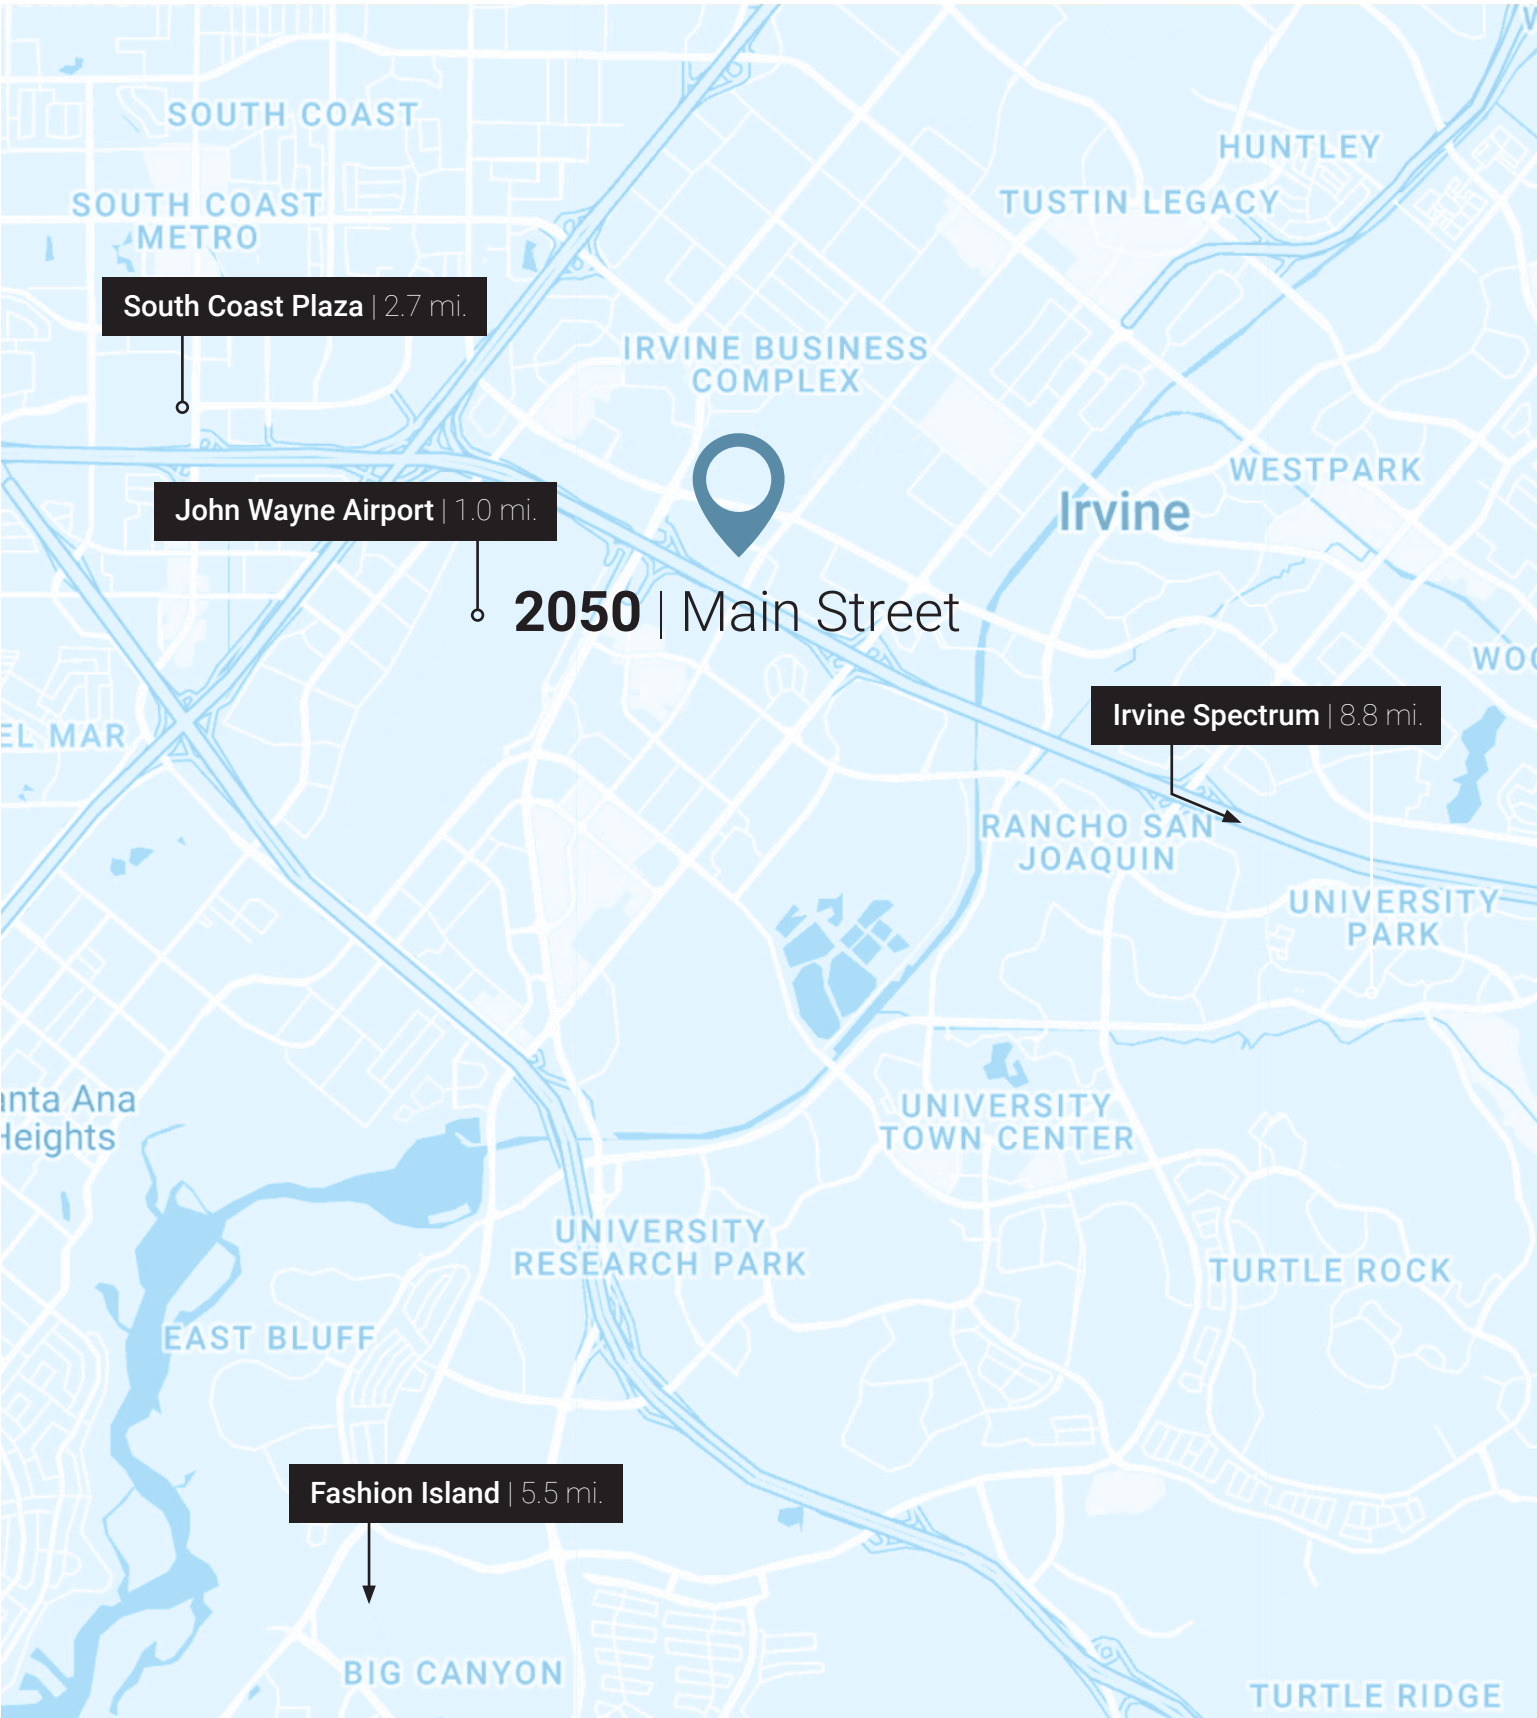 SOUTH COAST
HUNTLEY
SOUTH COAST
METRO
TUSTIN LEGACY
South Coast Plaza | 2.7 mi.
IRVINE BUSINESS
COMPLEX
WESTPARK
John Wayne Airport | 1.0 mi.
Irvine
2050 | Main Street
WOO
EL MAR
Irvine Spectrum | 8.8 mi.
RANCHO SAN
JOAQUIN
UNIVERSITY
PARK
anta Ana
Heights
UNIVERSITY
TOWN CENTER
UNIVERSITY
RESEARCH PARK
TURTLE ROCK
EAST BLUFF
Fashion Island | 5.5 mi.
BIG CANYON
TURTLE RIDGE